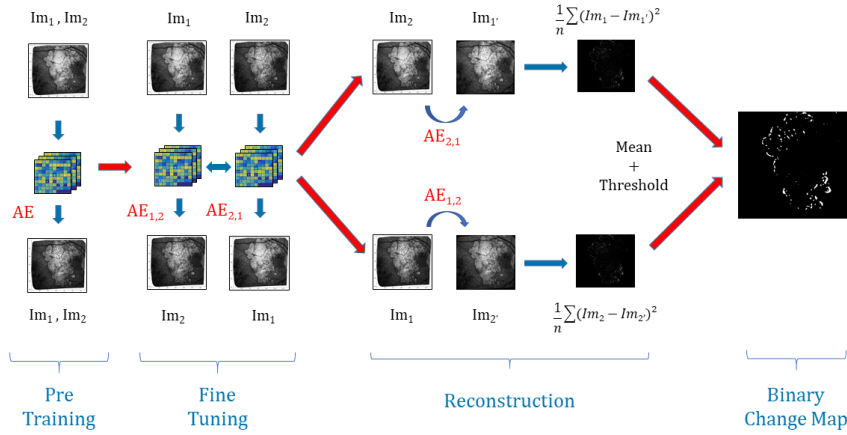 Im₁ , Im₂
Im₁
Im₂
Im₂
Im₁′
1/n ∑(Im₁ − Im₁′)²
AE
AE₁,₂
AE₂,₁
AE₂,₁
Mean
+
Threshold
AE₁,₂
Im₁ , Im₂
Im₂
Im₁
Im₁
Im₂′
1/n ∑(Im₂ − Im₂′)²
Pre
Training
Fine
Tuning
Reconstruction
Binary
Change Map